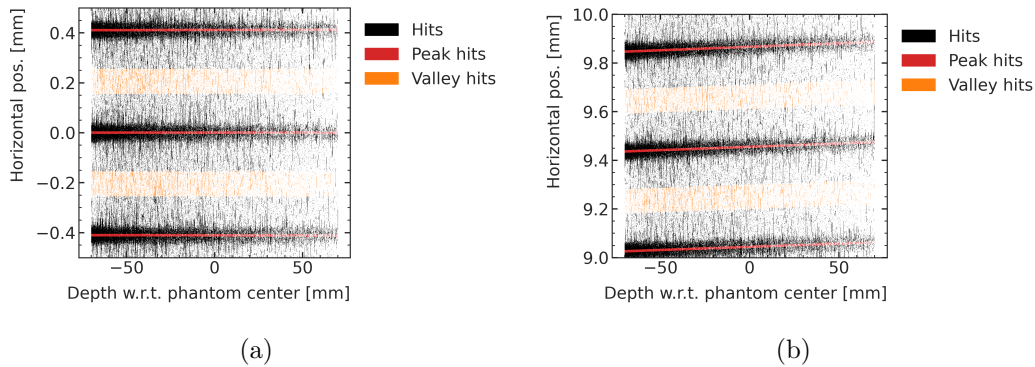 0.4
0.2
0.0
−0.2
−0.4
Horizontal pos. [mm]
−50
0
50
Depth w.r.t. phantom center [mm]
Hits
Peak hits
Valley hits
(a)
10.0
9.8
9.6
9.4
9.2
9.0
Horizontal pos. [mm]
−50
0
50
Depth w.r.t. phantom center [mm]
Hits
Peak hits
Valley hits
(b)